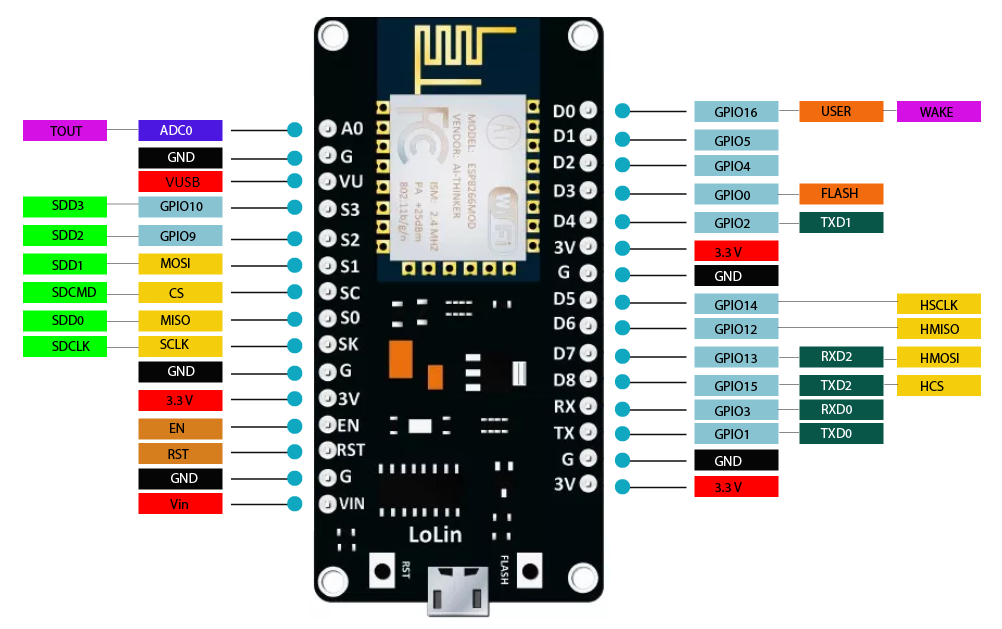 TOUT ADC0 A0
GND G
VUSB VU
SDD3 GPIO10 S3
SDD2 GPIO9 S2
SDD1 MOSI S1
SDCMD CS SC
SDD0 MISO S0
SDCLK SCLK SK
GND G
3.3 V 3V
EN EN
RST RST
GND G
Vin VIN
MODEL: ESP8266MOD
VENDOR: AI-THINKER
ISM: 2.4 MHZ
PA +25dBm
802.11b/g/n
FC
AI
WiFi
D0 GPIO16 USER WAKE
D1 GPIO5
D2 GPIO4
D3 GPIO0 FLASH
D4 GPIO2 TXD1
3V 3.3 V
G GND
D5 GPIO14 HSCLK
D6 GPIO12 HMISO
D7 GPIO13 RXD2 HMOSI
D8 GPIO15 TXD2 HCS
RX GPIO3 RXD0
TX GPIO1 TXD0
G GND
3V 3.3 V
LoLin
RST
FLASH